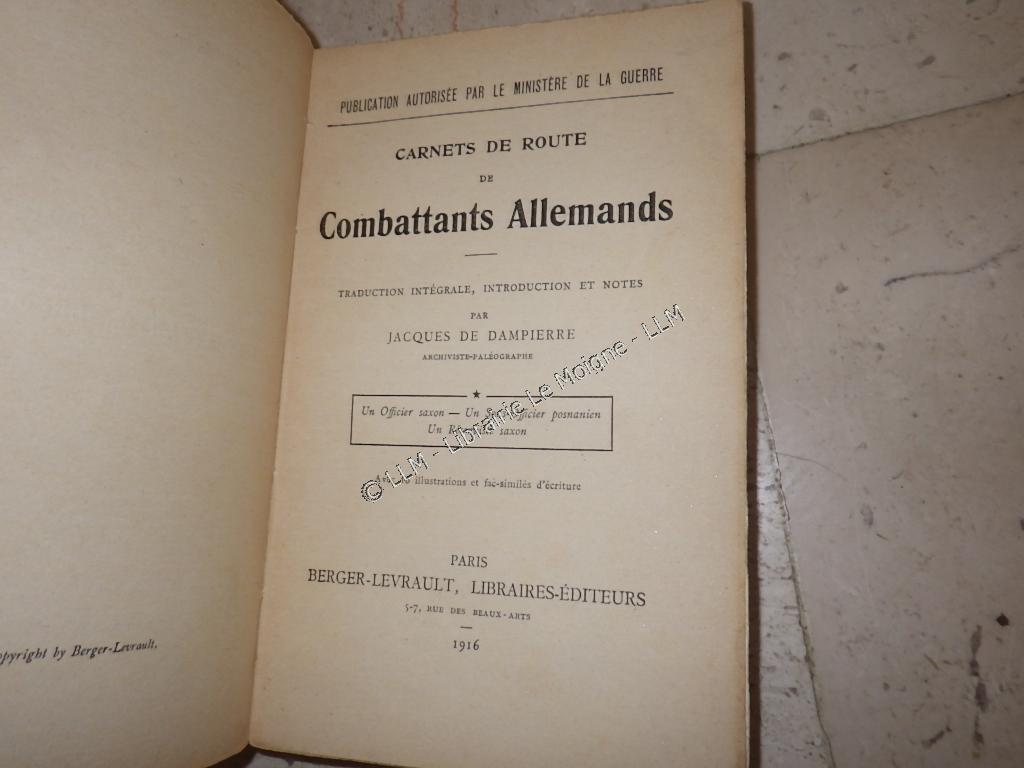 PUBLICATION AUTORISÉE PAR LE MINISTÈRE DE LA GUERRE
CARNETS DE ROUTE
DE
Combattants Allemands
TRADUCTION INTÉGRALE, INTRODUCTION ET NOTES
PAR
JACQUES DE DAMPIERRE
ARCHIVISTE-PALÉOGRAPHE
★
Un Officier saxon — Un posnanien
Un saxon
illustrations et fac-similés d'écriture
© LLM - Librairie Le Moigne - LLM
PARIS
BERGER-LEVRAULT, LIBRAIRES-ÉDITEURS
5-7, RUE DES BEAUX-ARTS
1916
opyright by Berger-Levrault.